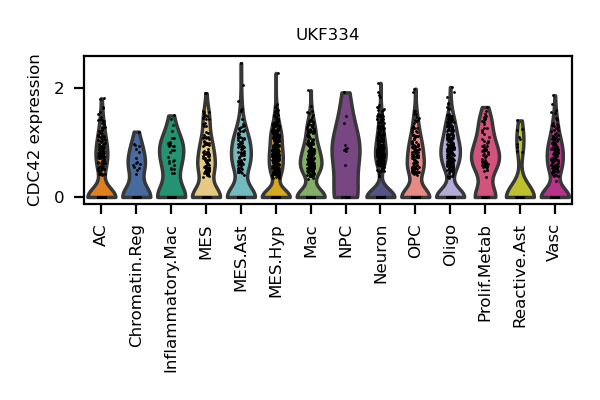 UKF334
CDC42 expression
2
0
AC
Chromatin.Reg
Inflammatory.Mac
MES
MES.Ast
MES.Hyp
Mac
NPC
Neuron
OPC
Oligo
Prolif.Metab
Reactive.Ast
Vasc